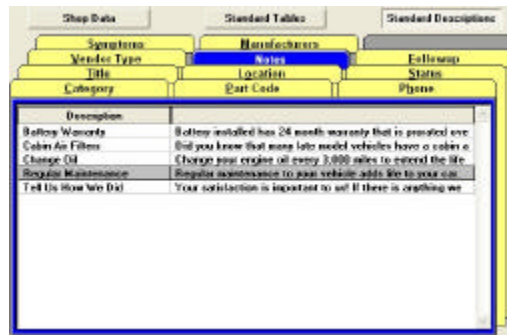 Shop Data Standard Tables Standard Descriptions
Symptoms Manufacturers
Vendor Type Notes Followup
Title Location Status
Category Part Code Phone
Description
Battery Waranty Battery installed has 24 month warranty that is prorated ove
Cabin Air Filters Did you know that many late model vehicles have a cabin a
Change Oil Change your engine oil every 3,000 miles to extend the life
Regular Maintenance Regular maintenance to your vehicle adds life to your car
Tell Us How We Did Your satisfaction is important to us! If there is anything we